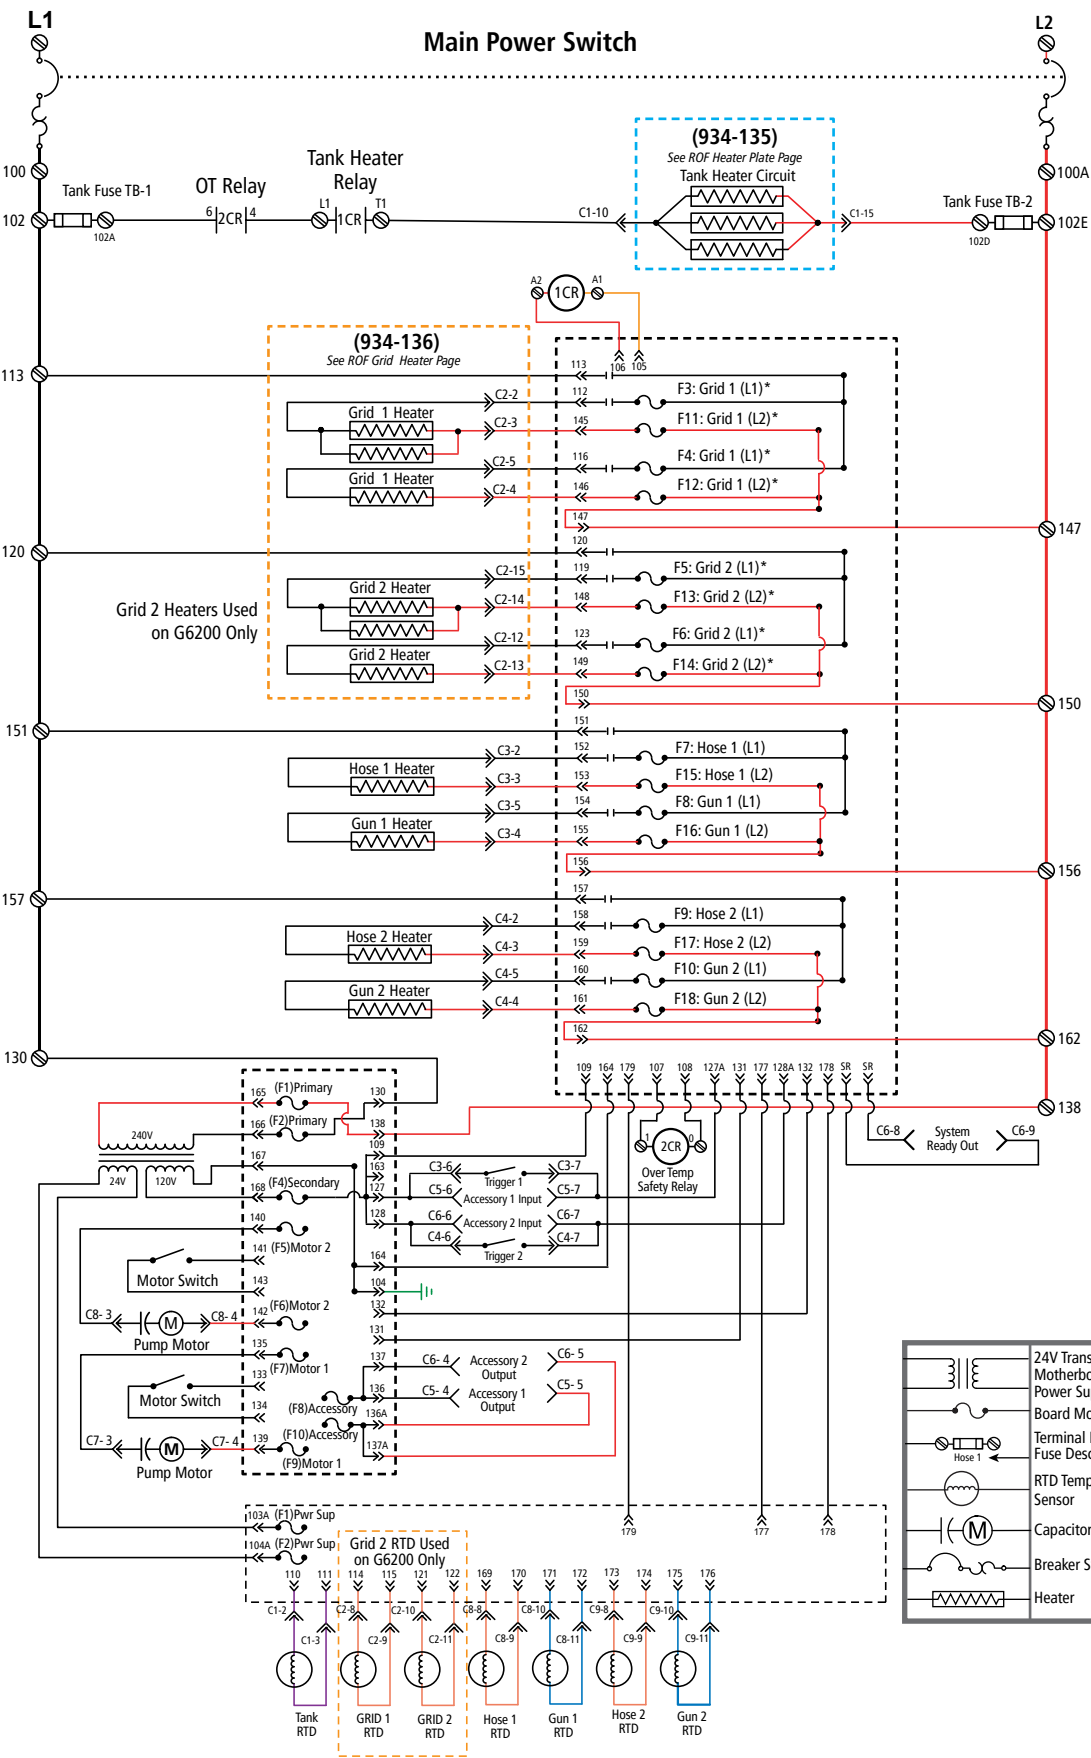 L1
L2
Main Power Switch
100
100A
(934-135)
See ROF Heater Plate Page
Tank Heater Circuit
Tank Heater
Relay
OT Relay
Tank Fuse TB-1
102
102A
6 2CR 4
L1 1CR T1
C1-10
C1-15
Tank Fuse TB-2
102D
102E
A2 1CR A1
106 105
(934-136)
See ROF Grid Heater Page
113
113
C2-2
112
F3: Grid 1 (L1)*
Grid 1 Heater
C2-3
145
F11: Grid 1 (L2)*
C2-5
116
F4: Grid 1 (L1)*
Grid 1 Heater
C2-4
146
F12: Grid 1 (L2)*
147
147
120
120
C2-15
119
F5: Grid 2 (L1)*
Grid 2 Heater
C2-14
148
F13: Grid 2 (L2)*
Grid 2 Heaters Used
on G6200 Only
C2-12
123
F6: Grid 2 (L1)*
Grid 2 Heater
C2-13
149
F14: Grid 2 (L2)*
150
150
151
151
C3-2
152
F7: Hose 1 (L1)
Hose 1 Heater
C3-3
153
F15: Hose 1 (L2)
C3-5
154
F8: Gun 1 (L1)
Gun 1 Heater
C3-4
155
F16: Gun 1 (L2)
156
156
157
157
C4-2
158
F9: Hose 2 (L1)
Hose 2 Heater
C4-3
159
F17: Hose 2 (L2)
C4-5
160
F10: Gun 2 (L1)
Gun 2 Heater
C4-4
161
F18: Gun 2 (L2)
162
162
130
109 164 179 107 108 127A 131 177 128A 132 178 SR SR
138
165
(F1)Primary
130
166
(F2)Primary
138
240V
24V
120V
167
109
163
168
(F4)Secondary
127
128
1 2CR 0
Over Temp
Safety Relay
C6-8
System
Ready Out
C6-9
C3-6
Trigger 1
C3-7
C5-6
Accessory 1 Input
C5-7
C6-6
Accessory 2 Input
C6-7
C4-6
Trigger 2
C4-7
140
141
(F5)Motor 2
Motor Switch
143
164
104
132
131
C8- 3
M
C8- 4
142
(F6)Motor 2
Pump Motor
135
(F7)Motor 1
133
Motor Switch
134
137
C6- 4
Accessory 2
Output
C6- 5
136
C5- 4
Accessory 1
Output
C5- 5
(F8)Accessory
136A
(F10)Accessory
137A
C7- 3
M
C7- 4
139
(F9)Motor 1
Pump Motor
24V Trans
Motherbo
Power Su
Board Mo
Terminal
Fuse Desc
Hose 1
RTD Temp
Sensor
M
Capacitor
Breaker S
Heater
103A
(F1)Pwr Sup
104A
(F2)Pwr Sup
179 177 178
Grid 2 RTD Used
on G6200 Only
110 111 114 115 121 122 169 170 171 172 173 174 175 176
C1-2 C2-8 C2-10 C8-8 C8-10 C9-8 C9-10
C1-3 C2-9 C2-11 C8-9 C8-11 C9-9 C9-11
Tank
RTD
GRID 1
RTD
GRID 2
RTD
Hose 1
RTD
Gun 1
RTD
Hose 2
RTD
Gun 2
RTD